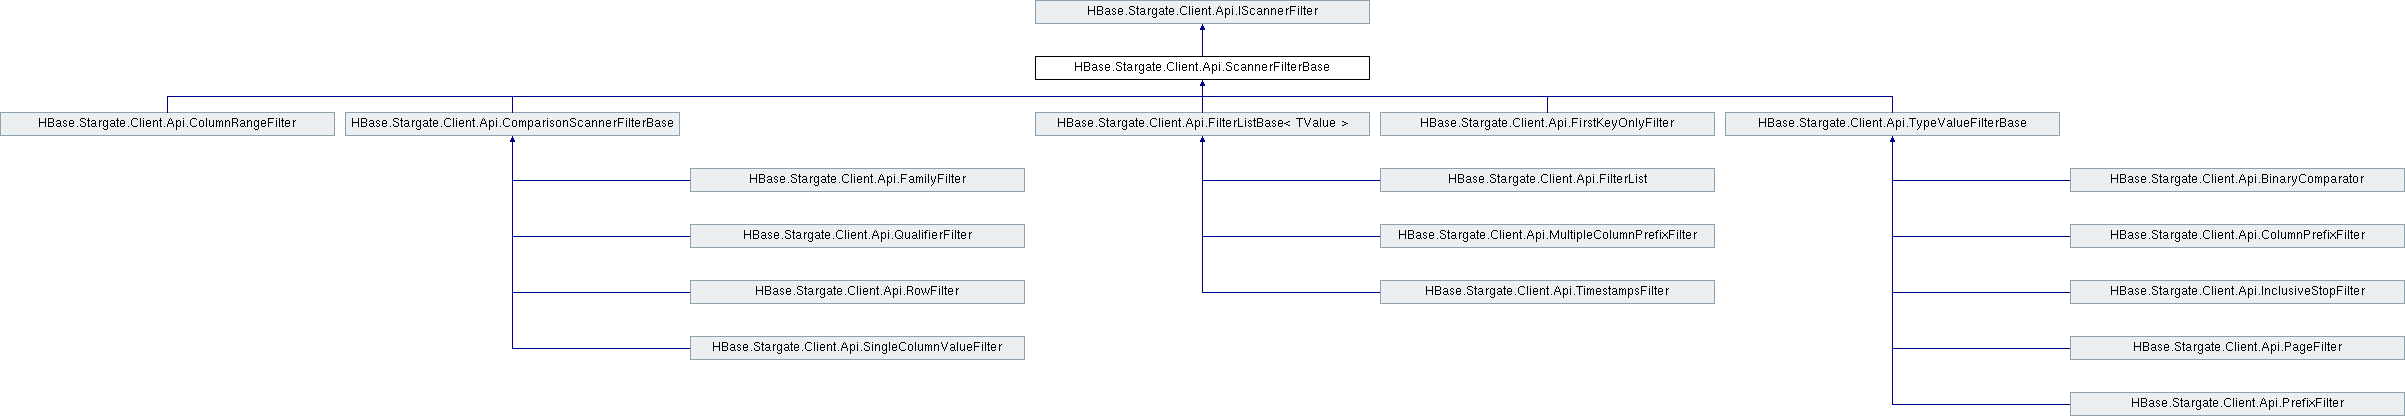 HBase.Stargate.Client.Api.IScannerFilter
HBase.Stargate.Client.Api.ScannerFilterBase
HBase.Stargate.Client.Api.ColumnRangeFilter
HBase.Stargate.Client.Api.ComparisonScannerFilterBase
HBase.Stargate.Client.Api.FilterListBase< TValue >
HBase.Stargate.Client.Api.FirstKeyOnlyFilter
HBase.Stargate.Client.Api.TypeValueFilterBase
HBase.Stargate.Client.Api.FamilyFilter
HBase.Stargate.Client.Api.FilterList
HBase.Stargate.Client.Api.BinaryComparator
HBase.Stargate.Client.Api.QualifierFilter
HBase.Stargate.Client.Api.MultipleColumnPrefixFilter
HBase.Stargate.Client.Api.ColumnPrefixFilter
HBase.Stargate.Client.Api.RowFilter
HBase.Stargate.Client.Api.TimestampsFilter
HBase.Stargate.Client.Api.InclusiveStopFilter
HBase.Stargate.Client.Api.SingleColumnValueFilter
HBase.Stargate.Client.Api.PageFilter
HBase.Stargate.Client.Api.PrefixFilter